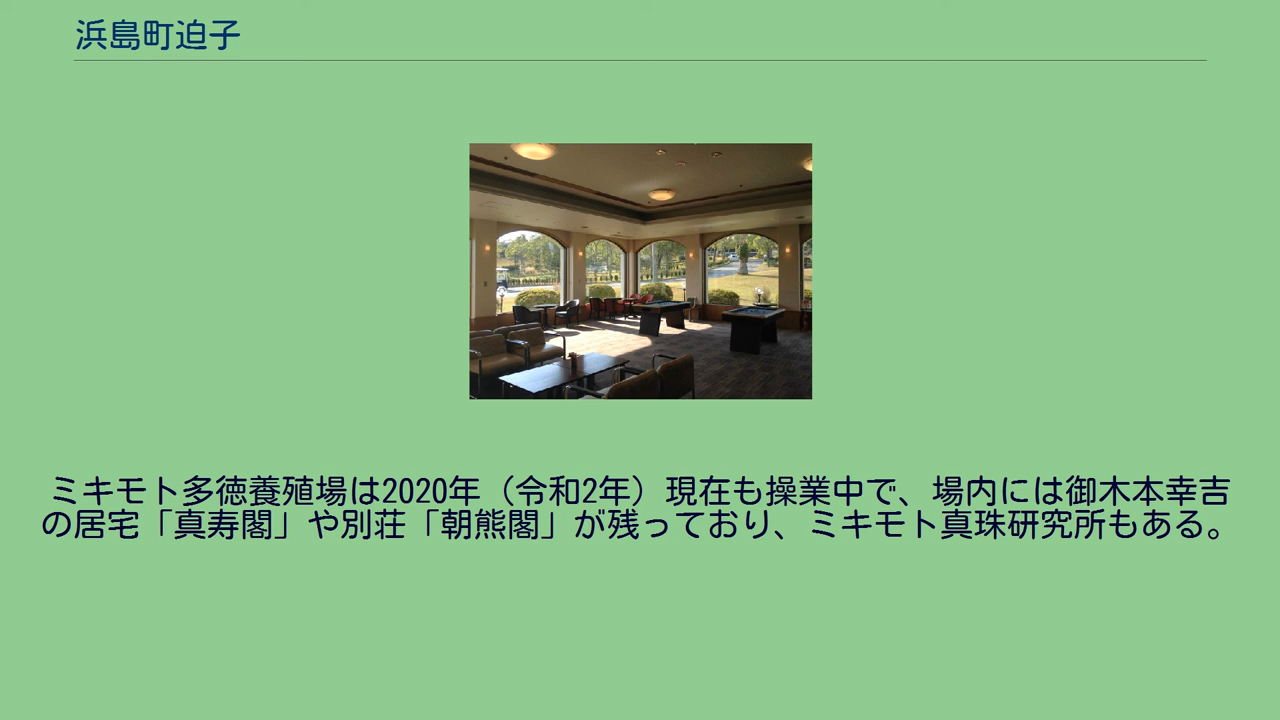 浜島町迫子
ミキモト多徳養殖場は2020年（令和2年）現在も操業中で、場内には御木本幸吉
の居宅「真寿閣」や別荘「朝熊閣」が残っており、ミキモト真珠研究所もある。